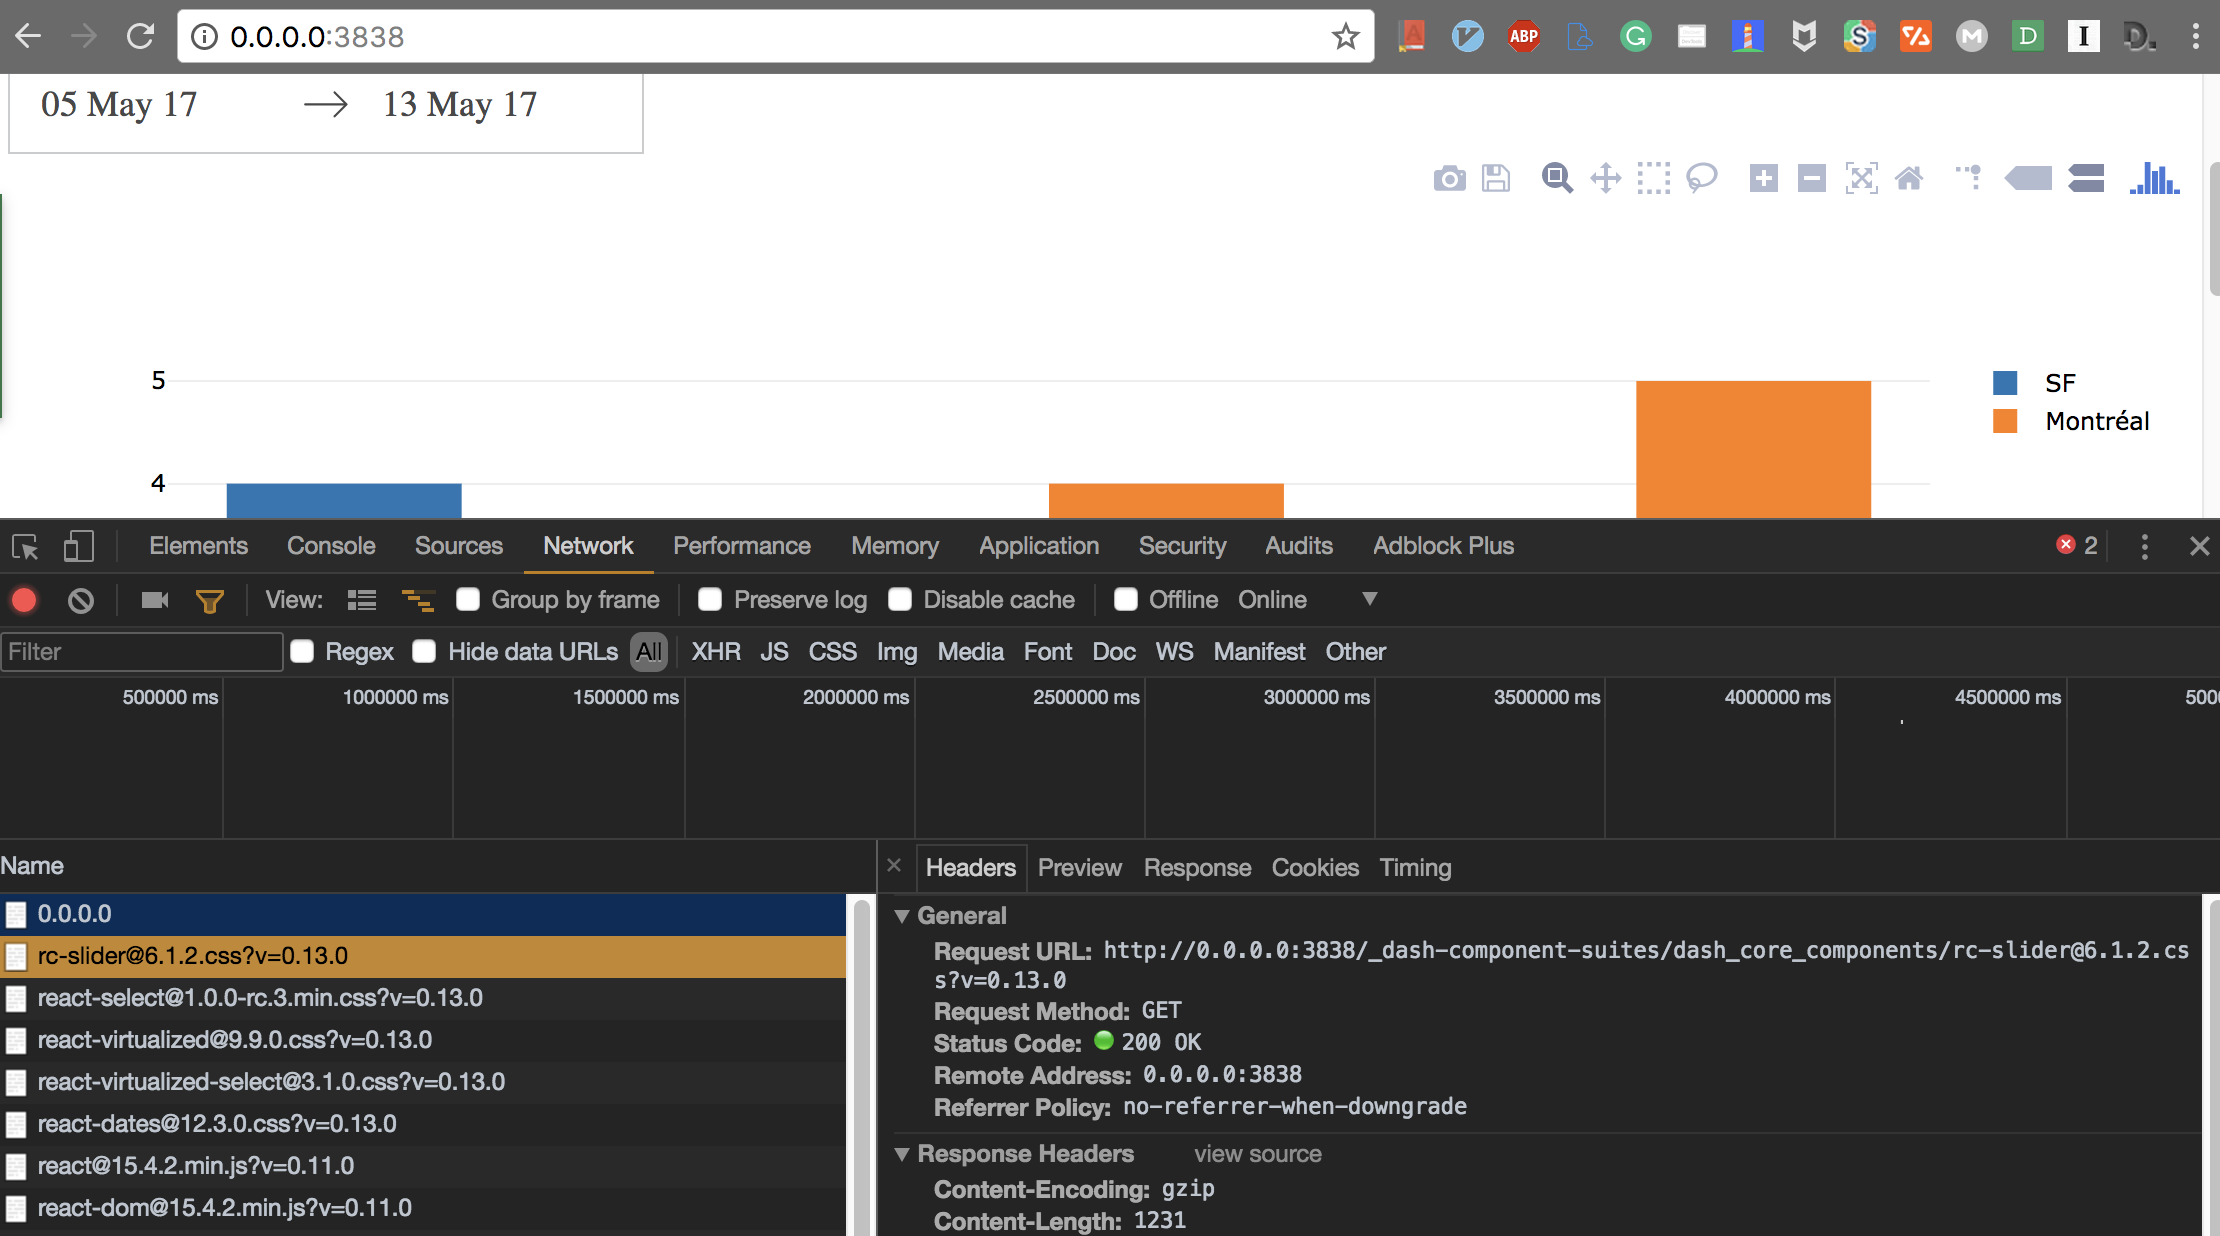 0.0.0.0:3838
ABP
05 May 17 → 13 May 17
5
SF
Montréal
4
Elements Console Sources Network Performance Memory Application Security Audits Adblock Plus 2
View: Group by frame Preserve log Disable cache Offline Online
Filter Regex Hide data URLs All XHR JS CSS Img Media Font Doc WS Manifest Other
500000 ms 1000000 ms 1500000 ms 2000000 ms 2500000 ms 3000000 ms 3500000 ms 4000000 ms 4500000 ms 500
Name
0.0.0.0
rc-slider@6.1.2.css?v=0.13.0
react-select@1.0.0-rc.3.min.css?v=0.13.0
react-virtualized@9.9.0.css?v=0.13.0
react-virtualized-select@3.1.0.css?v=0.13.0
react-dates@12.3.0.css?v=0.13.0
react@15.4.2.min.js?v=0.11.0
react-dom@15.4.2.min.js?v=0.11.0
Headers Preview Response Cookies Timing
General
Request URL: http://0.0.0.0:3838/_dash-component-suites/dash_core_components/rc-slider@6.1.2.cs
s?v=0.13.0
Request Method: GET
Status Code: 200 OK
Remote Address: 0.0.0.0:3838
Referrer Policy: no-referrer-when-downgrade
Response Headers view source
Content-Encoding: gzip
Content-Length: 1231